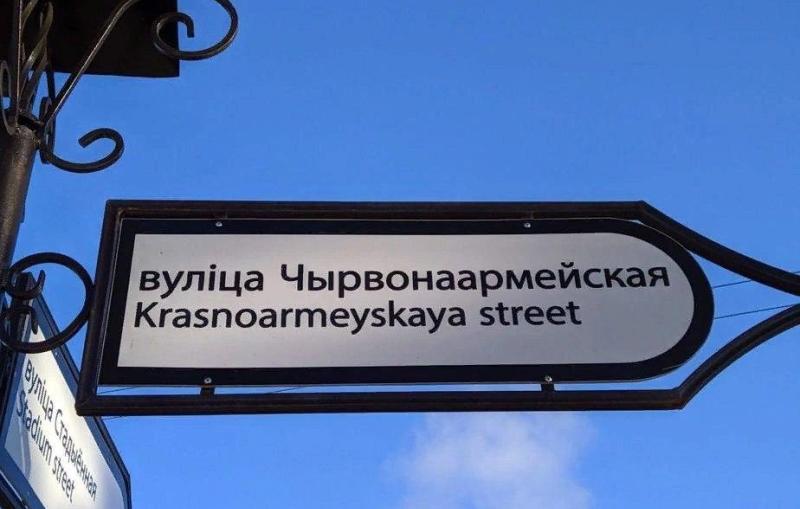 вуліца Чырвонаармейская
Krasnoarmeyskaya street
вуліца Стадыённая
Stadium street